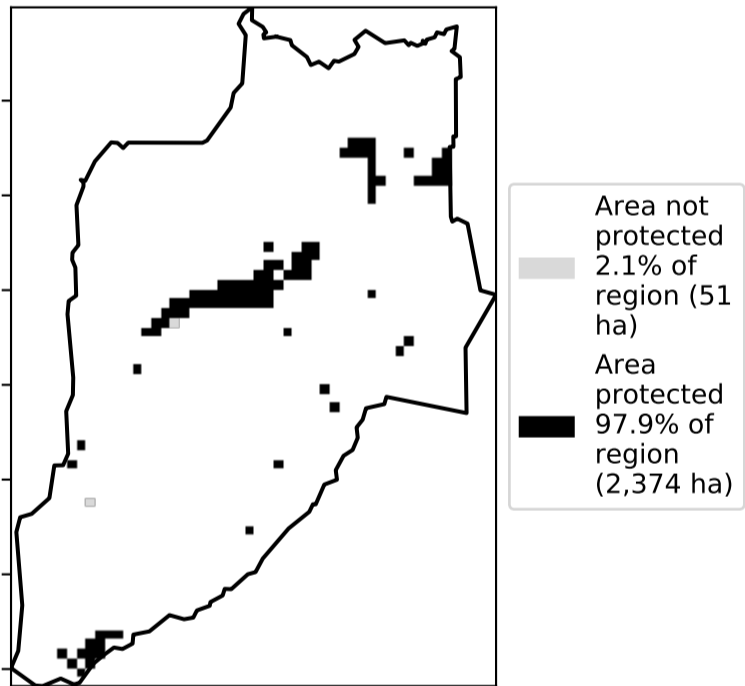 Area not
protected
2.1% of
region (51
ha)
Area
protected
97.9% of
region
(2,374 ha)